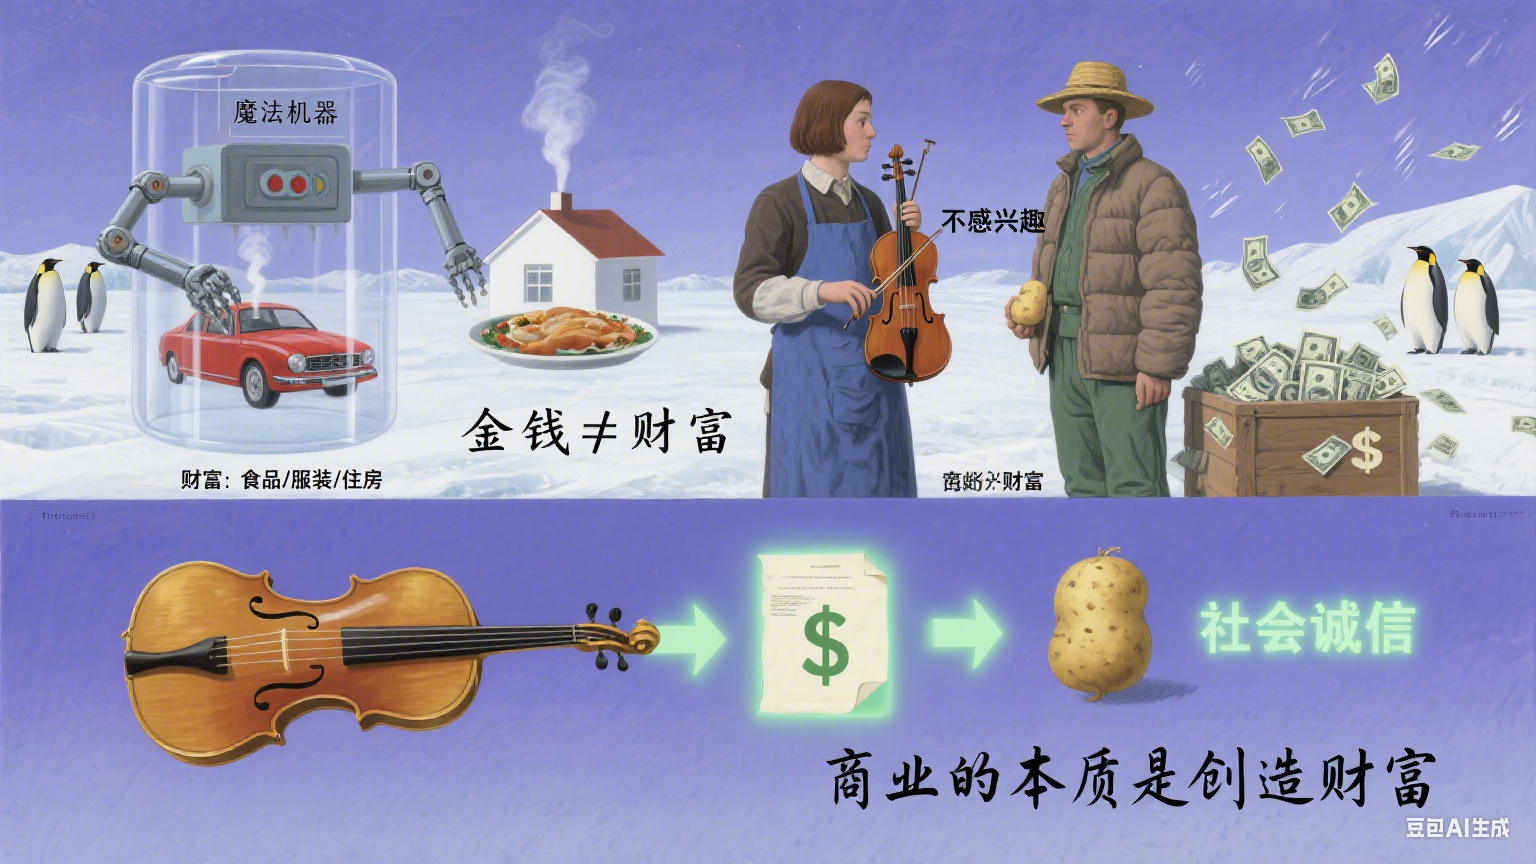 魔法机器
不感兴趣
金钱≠财富
财富：食品/服装/住房
财富
$
$
社会诚信
商业的本质是创造财富
豆包AI生成